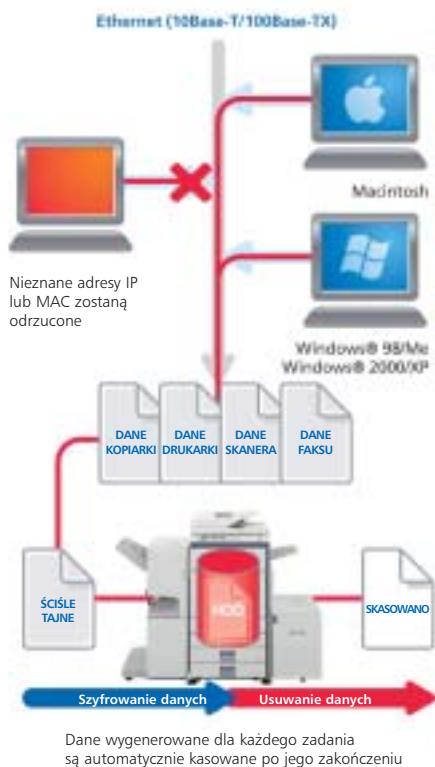 Ethernet (10Base-T/100Base-TX)
Macintosh
Nieznane adresy IP
lub MAC zostaną
odrzucone
Windows® 98/Me
Windows® 2000/XP
DANE
KOPIARKI
DANE
DRUKARKI
DANE
SKANERA
DANE
FAKSU
ŚCIŚLE
TAJNE
HDD
SKASOWANO
Szyfrowanie danych
Usuwanie danych
Dane wygenerowane dla każdego zadania
są automatycznie kasowane po jego zakończeniu